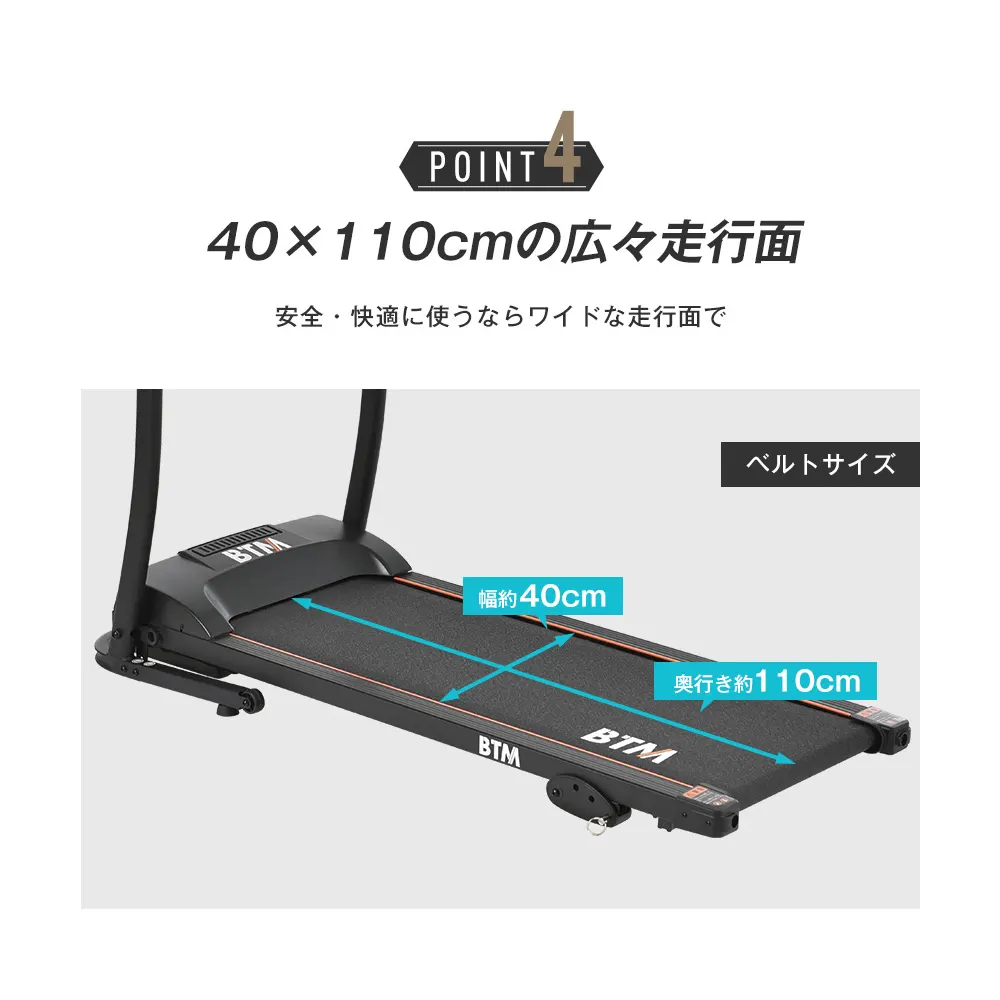 POINT 4
40×110cmの広々走行面
安全・快適に使うならワイドな走行面で
ベルトサイズ
BTM
幅約40cm
奥行き約110cm
BTM
BTM